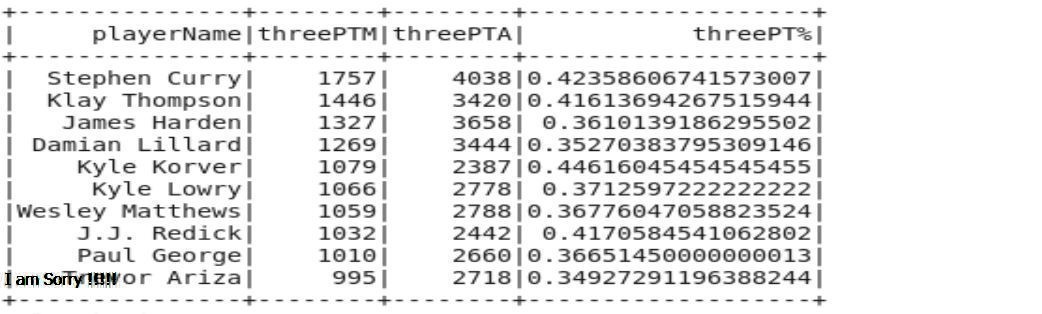 +----------------+---------+---------+--------------------+
|      playerName|threePTM|threePTA|            threePT%|
+----------------+---------+---------+--------------------+
|   Stephen Curry|     1757|     4038|0.42358606741573007|
|   Klay Thompson|     1446|     3420|0.41613694267515944|
|    James Harden|     1327|     3658| 0.3610139186295502|
|  Damian Lillard|     1269|     3444|0.35270383795309146|
|     Kyle Korver|     1079|     2387|0.44616045454545455|
|      Kyle Lowry|     1066|     2778| 0.3712597222222222|
|Wesley Matthews|     1059|     2788|0.36776047058823524|
|     J.J. Redick|     1032|     2442| 0.4170584541062802|
|     Paul George|     1010|     2660|0.36651450000000013|
I am Sorry !!!!N vor Ariza|      995|     2718|0.34927291196388244|
+----------------+---------+---------+--------------------+